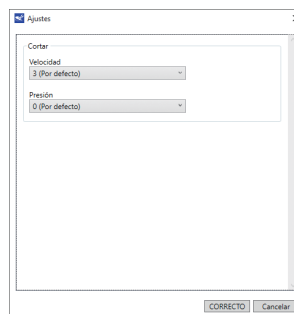 Ajustes
Cortar
Velocidad
3 (Por defecto)
Presión
0 (Por defecto)
CORRECTO Cancelar